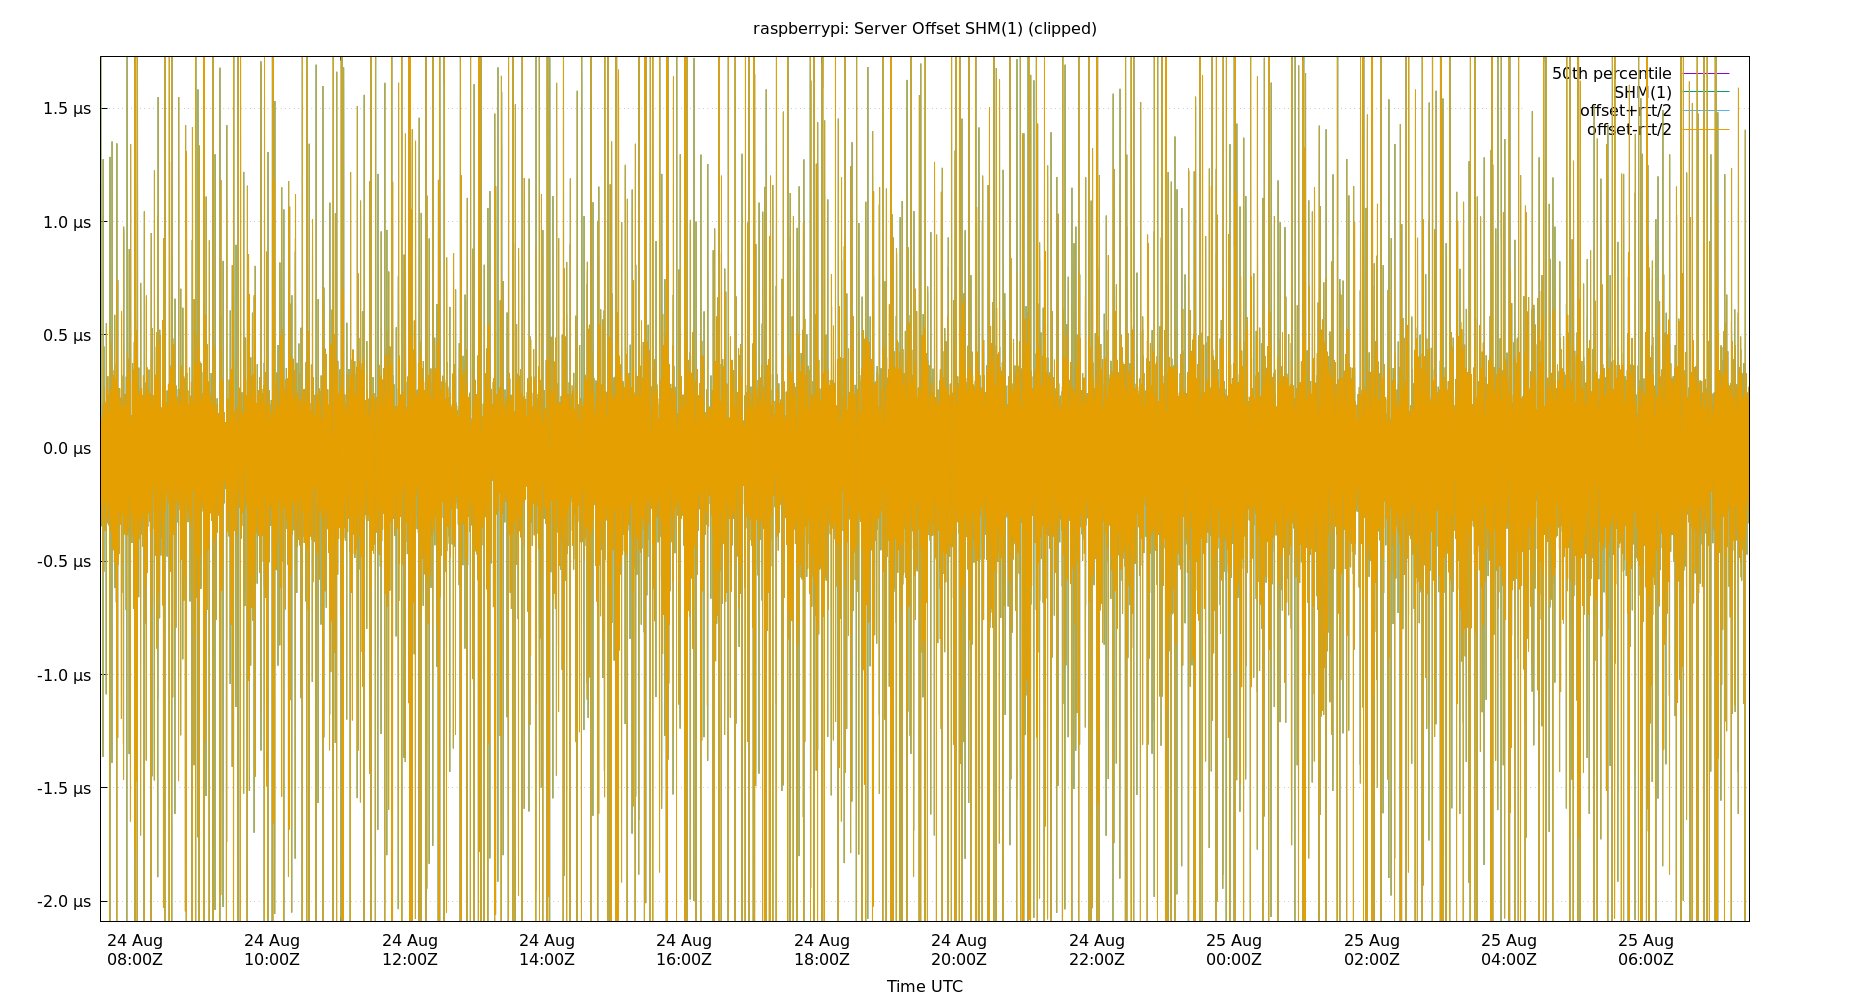 raspberrypi: Server Offset SHM(1) (clipped)
50th percentile
SHM(1)
offset+rtt/2
offset-rtt/2
1.5 µs
1.0 µs
0.5 µs
0.0 µs
-0.5 µs
-1.0 µs
-1.5 µs
-2.0 µs
24 Aug 24 Aug 24 Aug 24 Aug 24 Aug 24 Aug 24 Aug 24 Aug 25 Aug 25 Aug 25 Aug 25 Aug
08:00Z 10:00Z 12:00Z 14:00Z 16:00Z 18:00Z 20:00Z 22:00Z 00:00Z 02:00Z 04:00Z 06:00Z
Time UTC